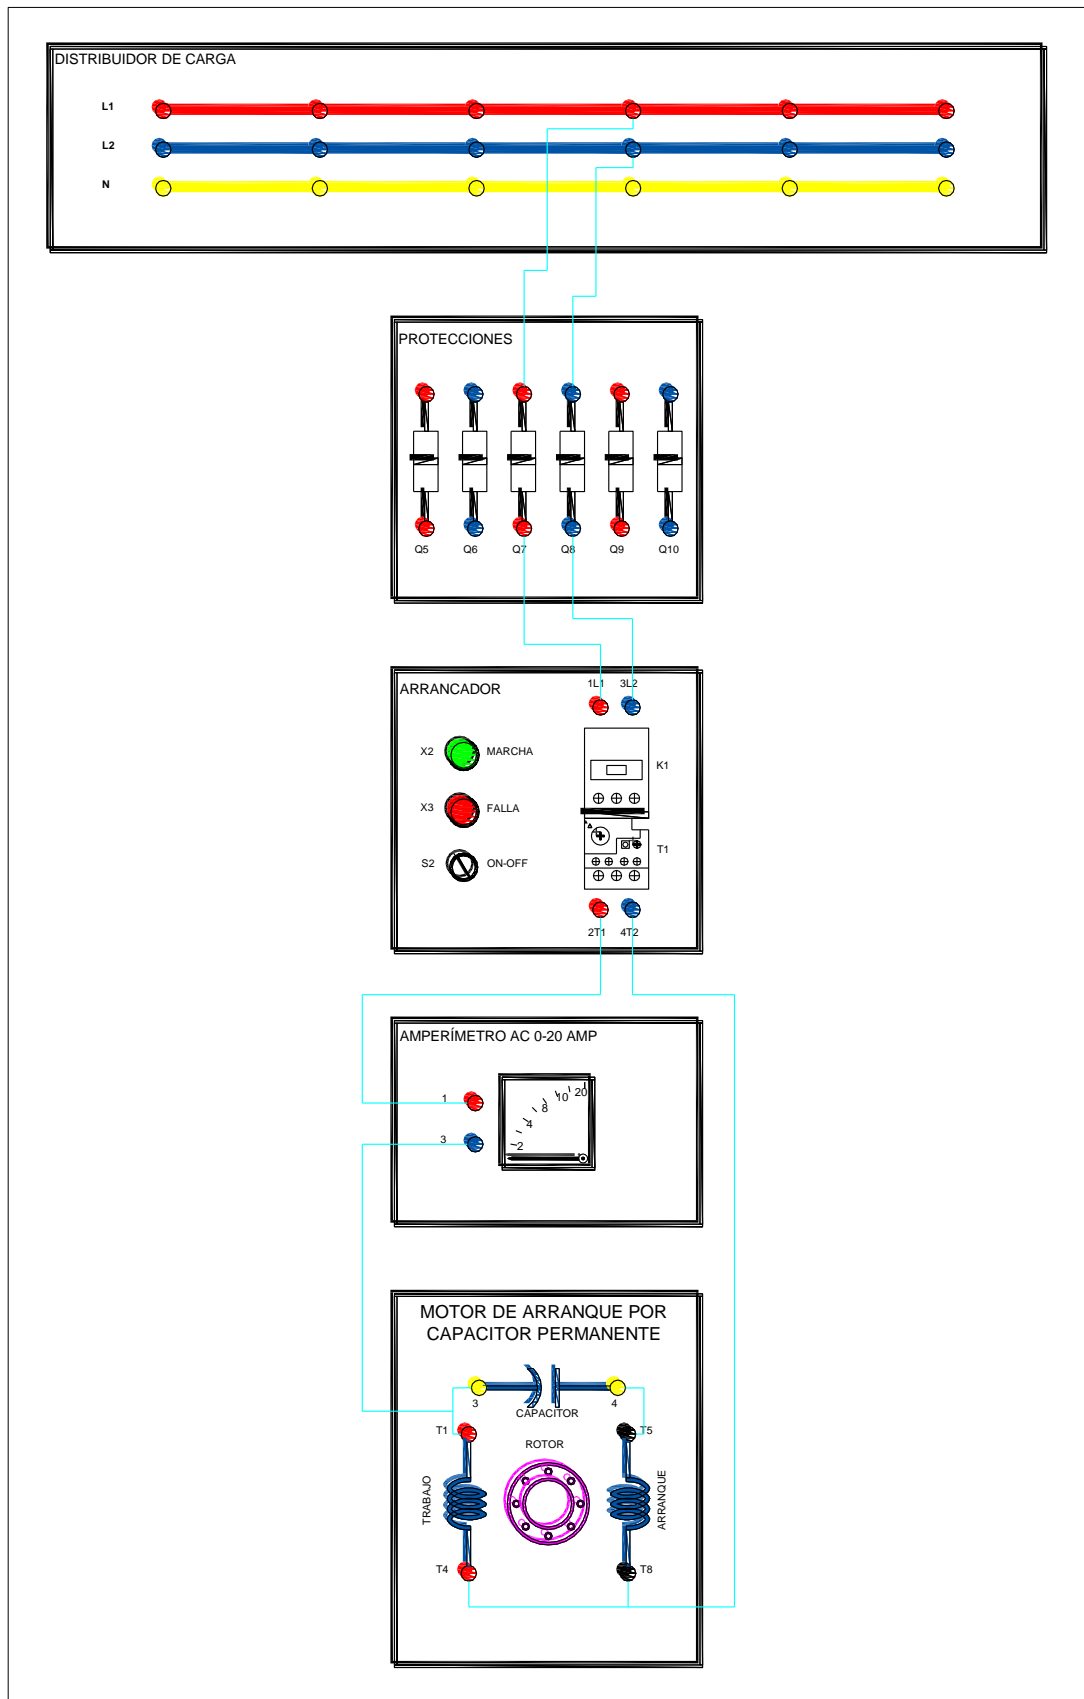 DISTRIBUIDOR DE CARGA
L1
L2
N
PROTECCIONES
Q5 Q6 Q7 Q8 Q9 Q10
ARRANCADOR
1L1 3L2
X2 MARCHA
K1
X3 FALLA
T1
S2 ON-OFF
2T1 4T2
AMPERÍMETRO AC 0-20 AMP
1
3
2 4 8 10 20
MOTOR DE ARRANQUE POR
CAPACITOR PERMANENTE
3 4
CAPACITOR
T1 T5
ROTOR
TRABAJO
ARRANQUE
T4 T8